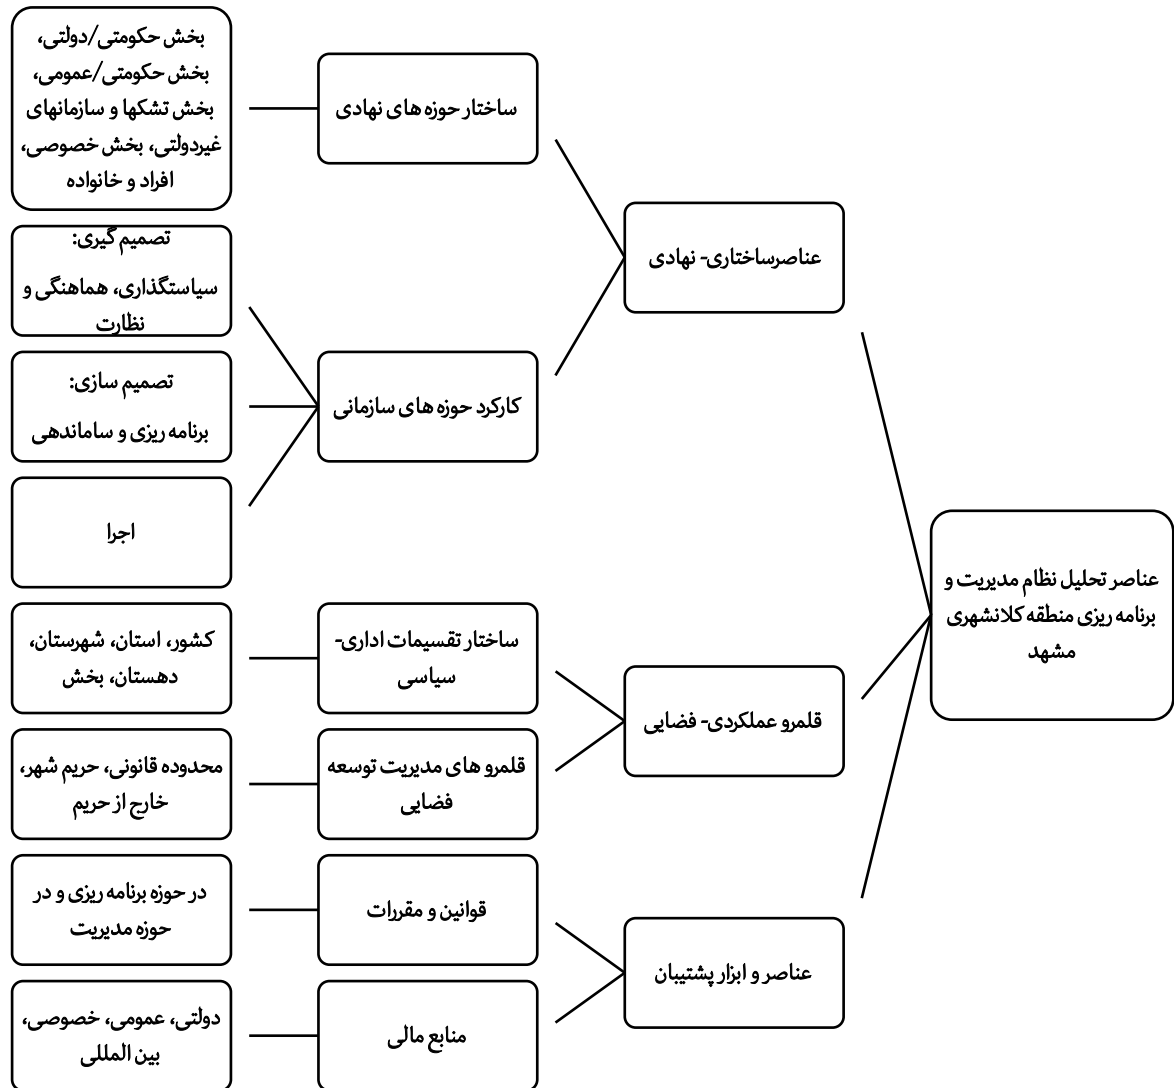 عناصر تحلیل نظام مدیریت و
برنامه ریزی منطقه کلانشهری
مشهد
عناصرساختاری- نهادی
ساختار حوزه های نهادی
بخش حکومتی/دولتی،
بخش حکومتی/عمومی،
بخش تشکها و سازمانهای
غیردولتی، بخش خصوصی،
افراد و خانواده
کارکرد حوزه های سازمانی
تصمیم گیری:
سیاستگذاری، هماهنگی و
نظارت
تصمیم سازی:
برنامه ریزی و ساماندهی
اجرا
قلمرو عملکردی- فضایی
ساختار تقسیمات اداری-
سیاسی
کشور، استان، شهرستان،
دهستان، بخش
قلمرو های مدیریت توسعه
فضایی
محدوده قانونی، حریم شهر،
خارج از حریم
عناصر و ابزار پشتیبان
قوانین و مقررات
در حوزه برنامه ریزی و در
حوزه مدیریت
منابع مالی
دولتی، عمومی، خصوصی،
بین المللی